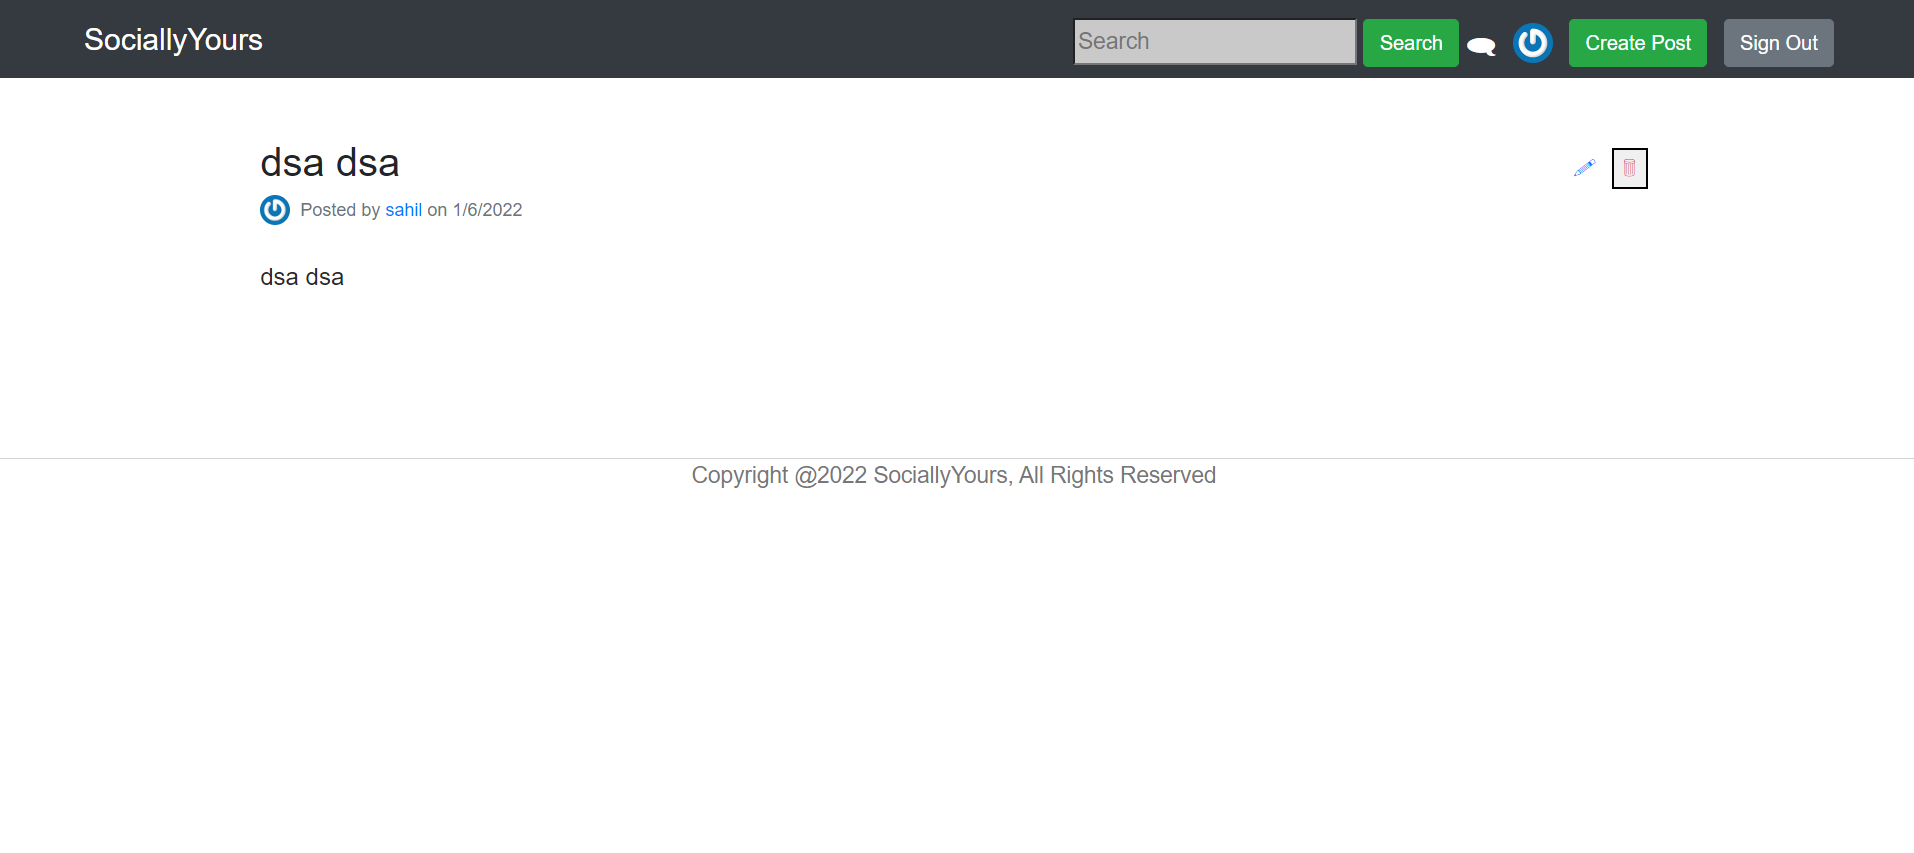 SociallyYours
Search
Search
Create Post
Sign Out
dsa dsa
Posted by sahil on 1/6/2022
dsa dsa
Copyright @2022 SociallyYours, All Rights Reserved